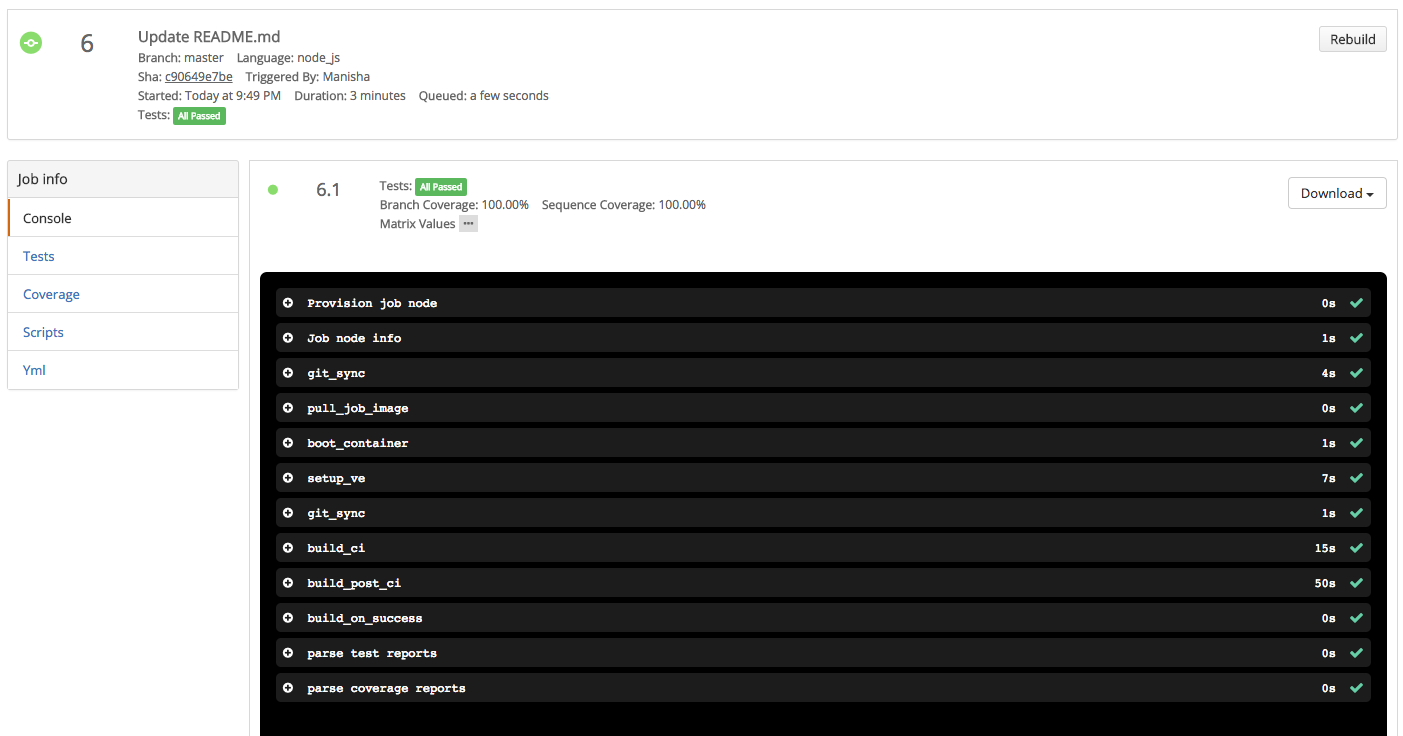 6
Update README.md
Rebuild
Branch: master Language: node_js
Sha: c90649e7be Triggered By: Manisha
Started: Today at 9:49 PM Duration: 3 minutes Queued: a few seconds
Tests: All Passed
Job info
Console
Tests
Coverage
Scripts
Yml
6.1
Tests: All Passed
Branch Coverage: 100.00% Sequence Coverage: 100.00%
Matrix Values •••
Download
Provision job node 0s
Job node info 1s
git_sync 4s
pull_job_image 0s
boot_container 1s
setup_ve 7s
git_sync 1s
build_ci 15s
build_post_ci 50s
build_on_success 0s
parse test reports 0s
parse coverage reports 0s